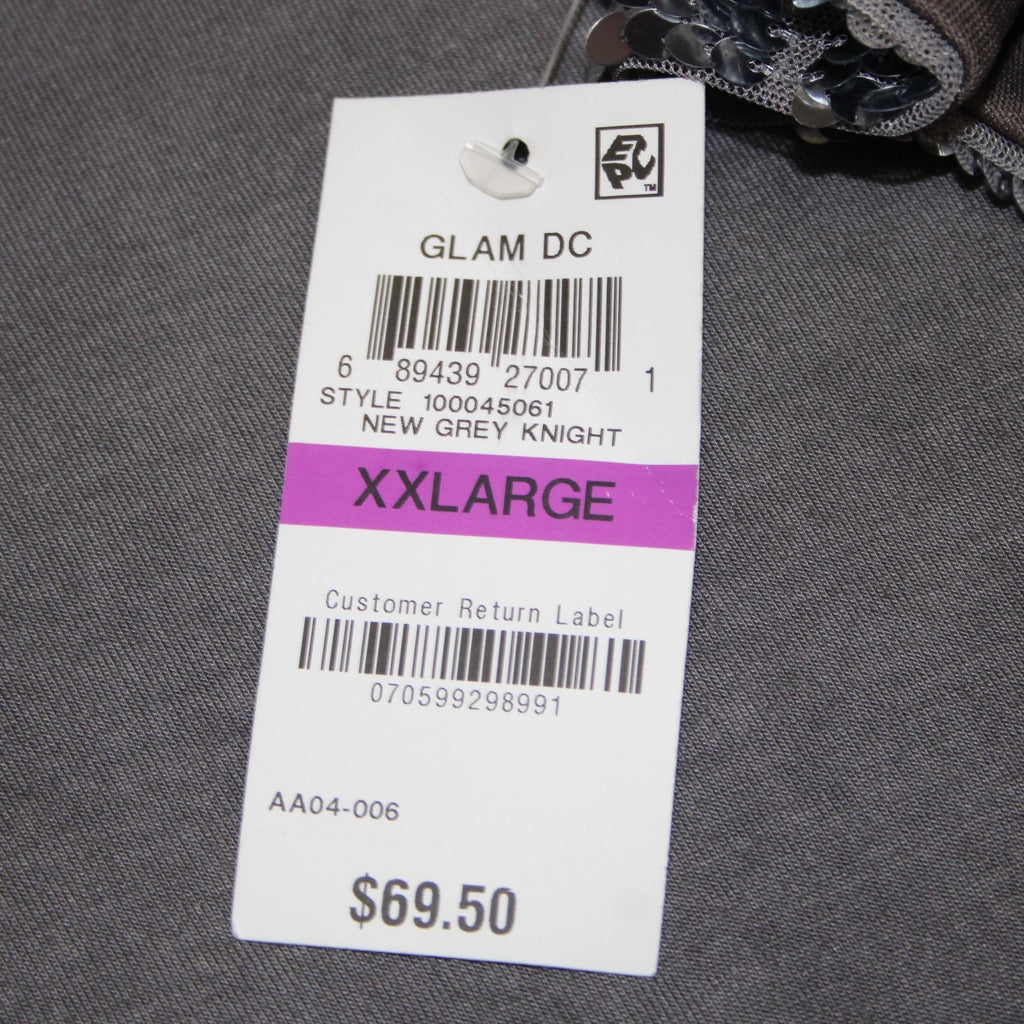 EPC
TM
GLAM DC
6 89439 27007 1
STYLE 100045061
NEW GREY KNIGHT
XXLARGE
Customer Return Label
070599298991
AA04-006
$69.50